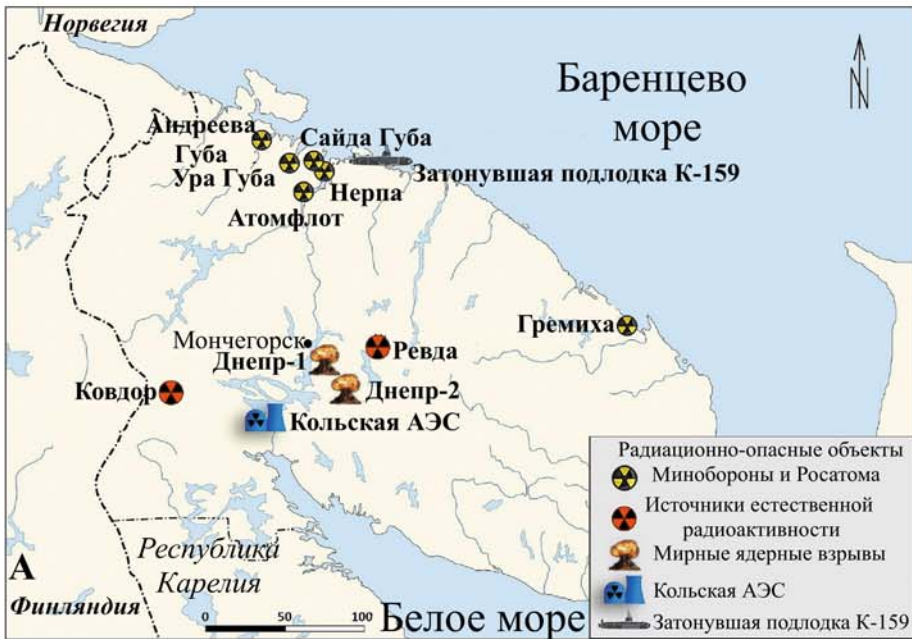 Норвегия
Баренцево
море
N
Андреева
Губа
Сайда Губа
Ура Губа
Затонувшая подлодка К-159
Нерпа
Атомфлот
Гремиха
Мончегорск
Днепр-1
Ревда
Ковдор
Днепр-2
Кольская АЭС
Радиационно-опасные объекты
Минобороны и Росатома
Источники естественной
радиоактивности
Мирные ядерные взрывы
Кольская АЭС
Затонувшая подлодка К-159
Республика
Карелия
А
Финляндия
0 50 100
Белое море